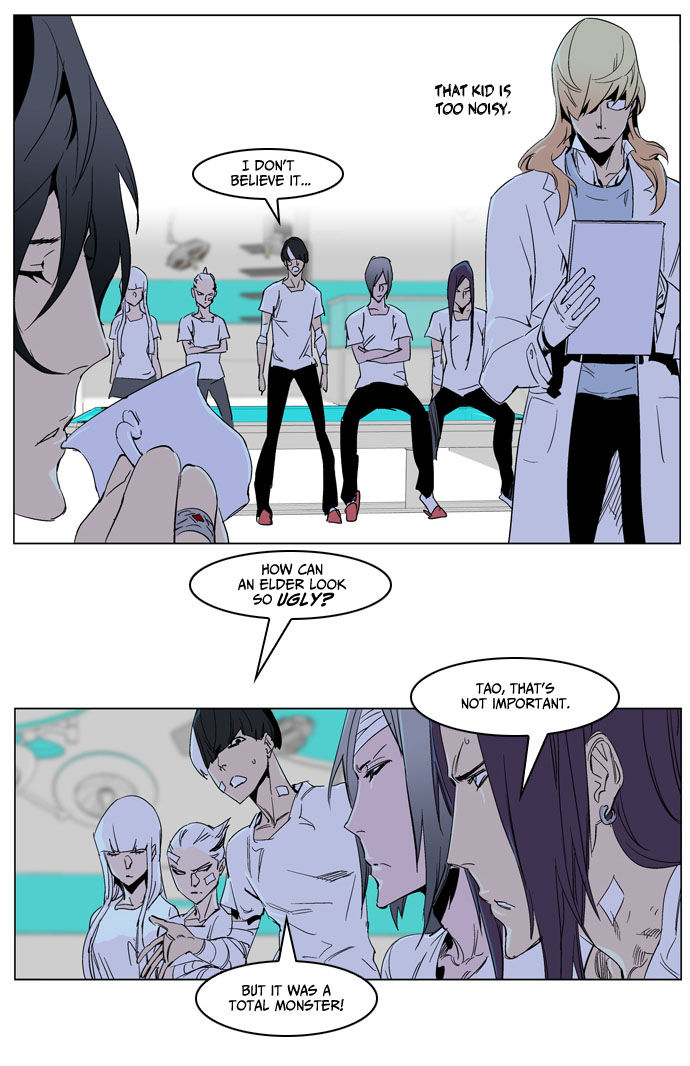 THAT KID IS
TOO NOISY.
I DON'T
BELIEVE IT...
HOW CAN
AN ELDER LOOK
SO UGLY?
TAO, THAT'S
NOT IMPORTANT.
BUT IT WAS A
TOTAL MONSTER!